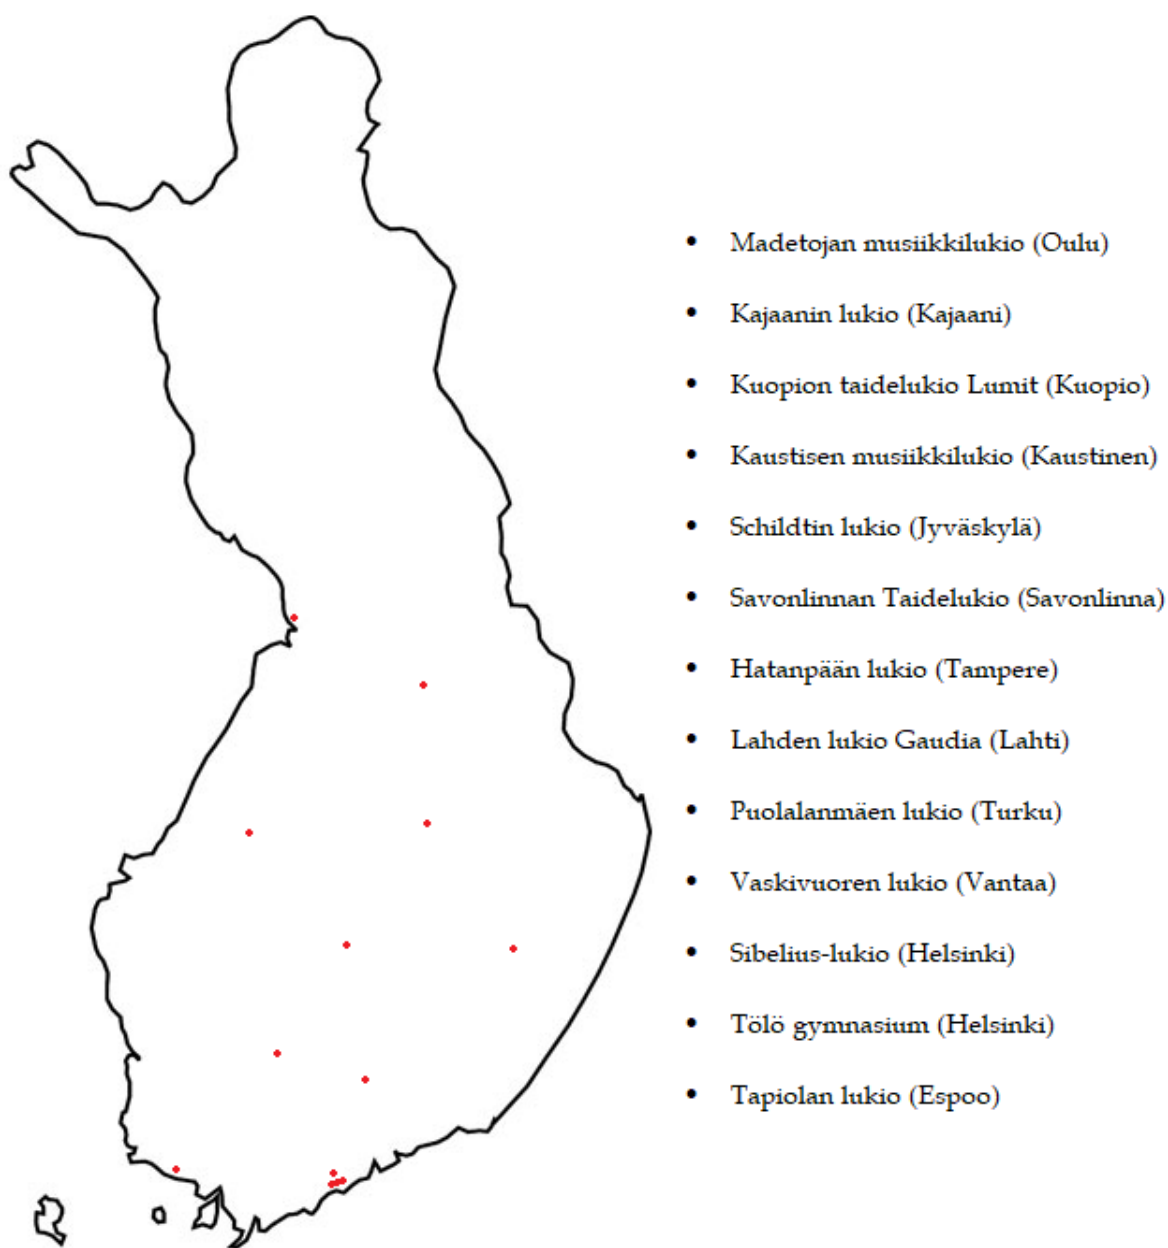 • Madetojan musiikkilukio (Oulu)
• Kajaanin lukio (Kajaani)
• Kuopion taidelukio Lumit (Kuopio)
• Kaustisen musiikkilukio (Kaustinen)
• Schildtin lukio (Jyväskylä)
• Savonlinnan Taidelukio (Savonlinna)
• Hatanpään lukio (Tampere)
• Lahden lukio Gaudia (Lahti)
• Puolalanmäen lukio (Turku)
• Vaskivuoren lukio (Vantaa)
• Sibelius-lukio (Helsinki)
• Tölö gymnasium (Helsinki)
• Tapiolan lukio (Espoo)